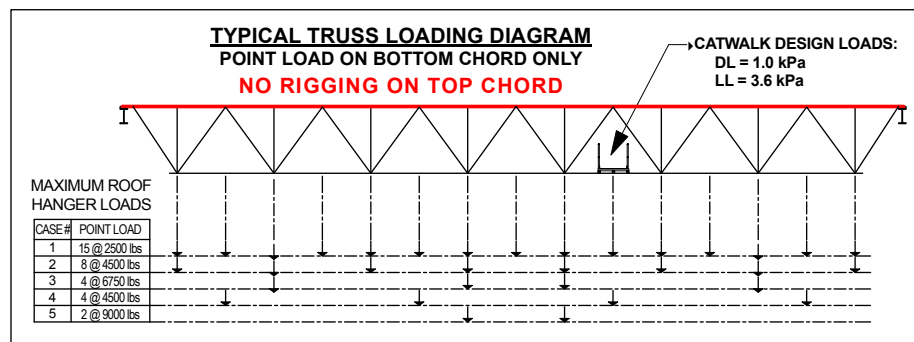 TYPICAL TRUSS LOADING DIAGRAM
POINT LOAD ON BOTTOM CHORD ONLY
NO RIGGING ON TOP CHORD
CATWALK DESIGN LOADS:
DL = 1.0 kPa
LL = 3.6 kPa
MAXIMUM ROOF
HANGER LOADS
CASE # POINT LOAD
1 15 @ 2500 lbs
2 8 @ 4500 lbs
3 4 @ 6750 lbs
4 4 @ 4500 lbs
5 2 @ 9000 lbs